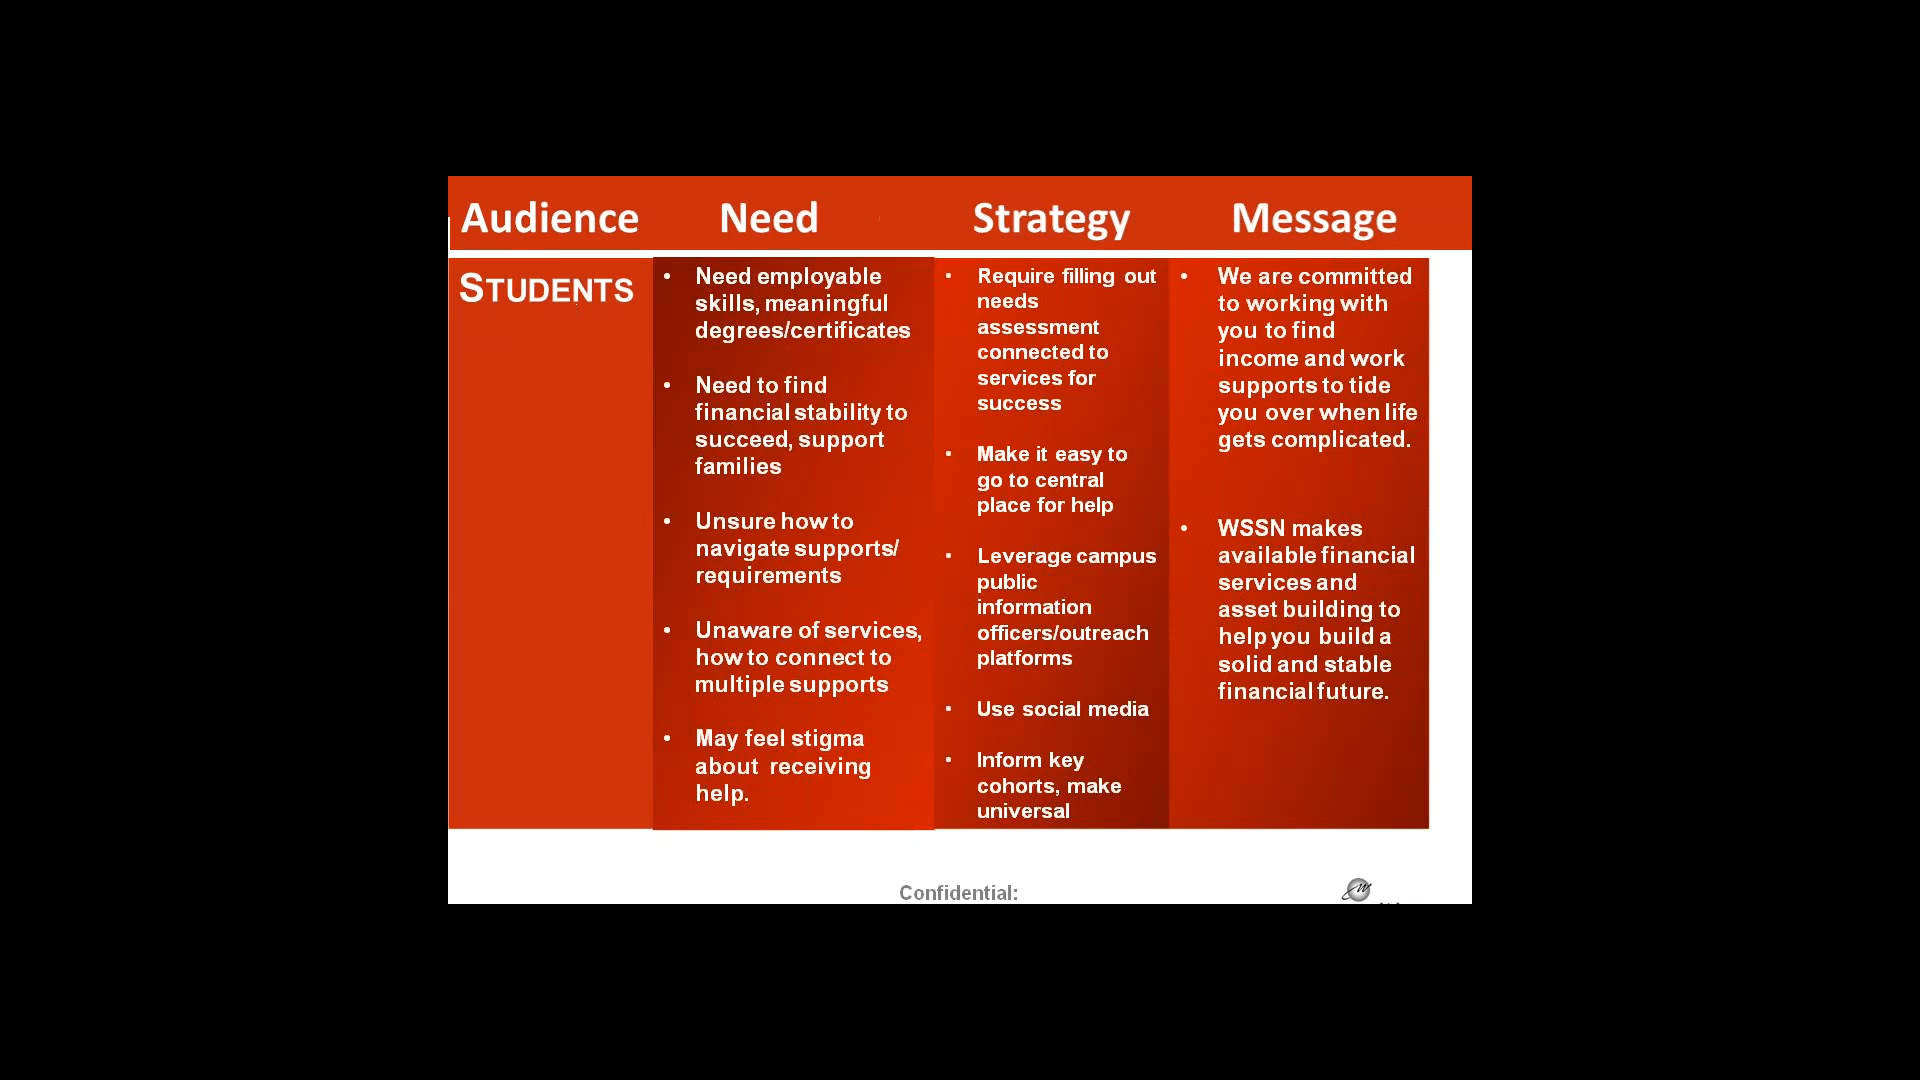 Audience Need Strategy Message
STUDENTS
• Need employable
skills, meaningful
degrees/certificates
• Need to find
financial stability to
succeed, support
families
• Unsure how to
navigate supports/
requirements
• Unaware of services,
how to connect to
multiple supports
• May feel stigma
about receiving
help.
• Require filling out
needs
assessment
connected to
services for
success
• Make it easy to
go to central
place for help
• Leverage campus
public
information
officers/outreach
platforms
• Use social media
• Inform key
cohorts, make
universal
• We are committed
to working with
you to find
income and work
supports to tide
you over when life
gets complicated.
• WSSN makes
available financial
services and
asset building to
help you build a
solid and stable
financial future.
Confidential: